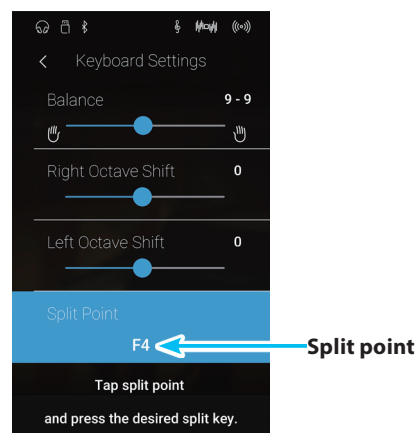 Keyboard Settings
Balance 9 - 9
Right Octave Shift 0
Left Octave Shift 0
Split Point
F4
Split point
Tap split point
and press the desired split key.